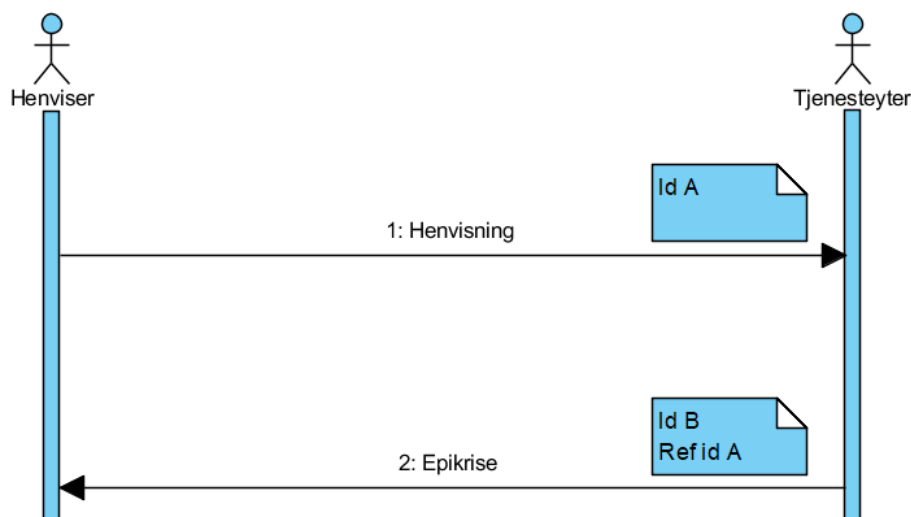 Henviser
Tjenesteyter
Id A
1: Henvisning
Id B
Ref id A
2: Epikrise